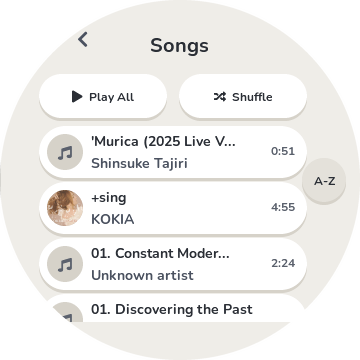 Songs
Play All
Shuffle
'Murica (2025 Live V...
Shinsuke Tajiri
0:51
A-Z
+sing
KOKIA
4:55
01. Constant Moder...
Unknown artist
2:24
01. Discovering the Past